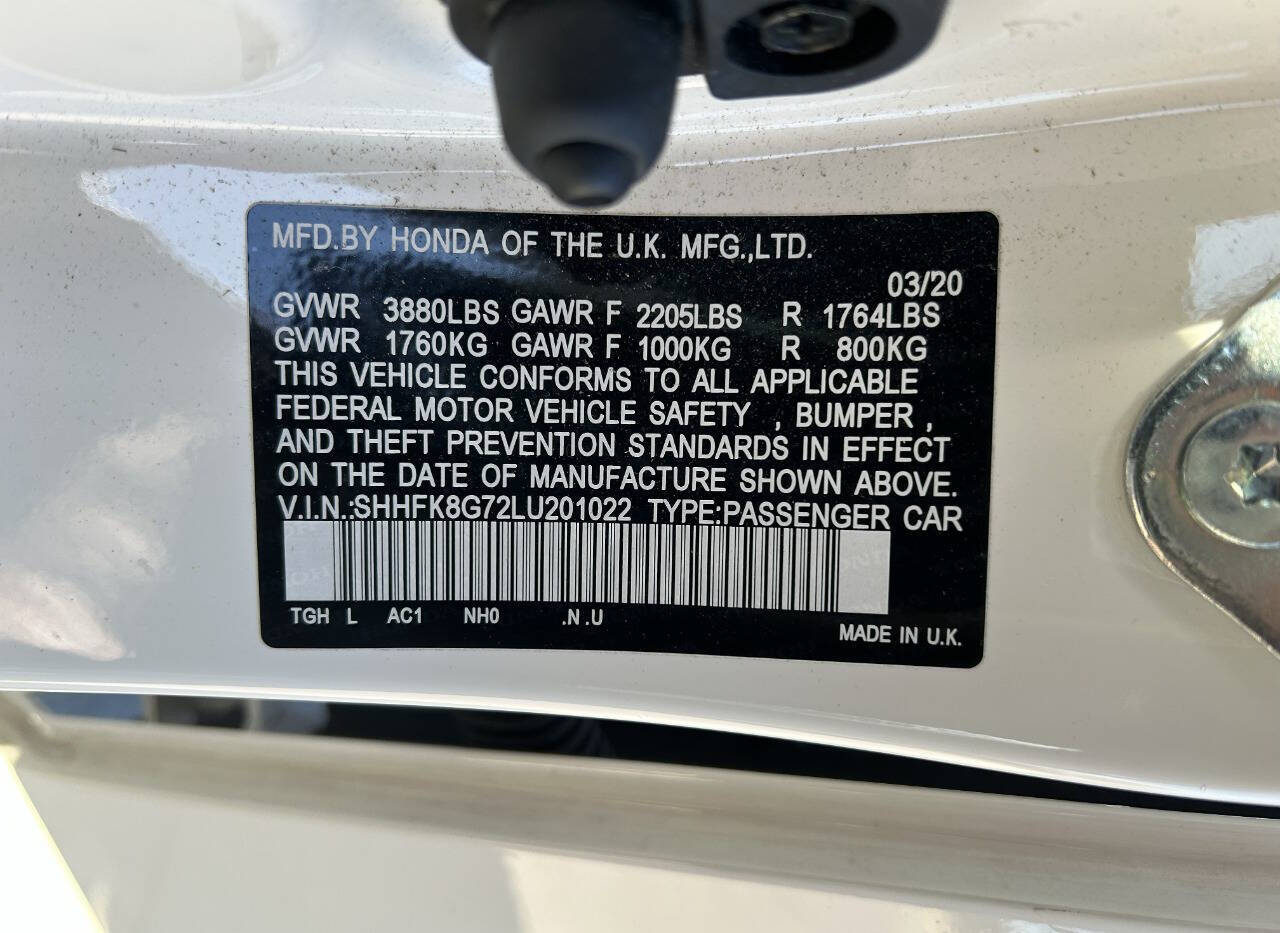 MFD.BY HONDA OF THE U.K. MFG.,LTD.
03/'20
GVWR 3880LBS GAWR F 2205LBS R 1764LBS
GVWR 1760KG GAWR F 1000KG R 800KG
THIS VEHICLE CONFORMS TO ALL APPLICABLE
FEDERAL MOTOR VEHICLE SAFETY , BUMPER ,
AND THEFT PREVENTION STANDARDS IN EFFECT
ON THE DATE OF MANUFACTURE SHOWN ABOVE.
V.I.N.:SHHFK8G72LU201022 TYPE:PASSENGER CAR
TGH L AC1 NH0 .N .U
MADE IN U.K.